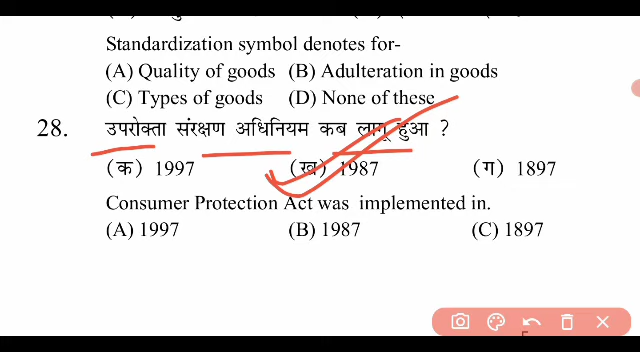 Standardization symbol denotes for-
(A) Quality of goods (B) Adulteration in goods
(C) Types of goods (D) None of these
28. उपरोक्ता संरक्षण अधिनियम कब लागू हुआ ?
(क) 1997 (ख) 1987 (ग) 1897
Consumer Protection Act was implemented in.
(A) 1997 (B) 1987 (C) 1897